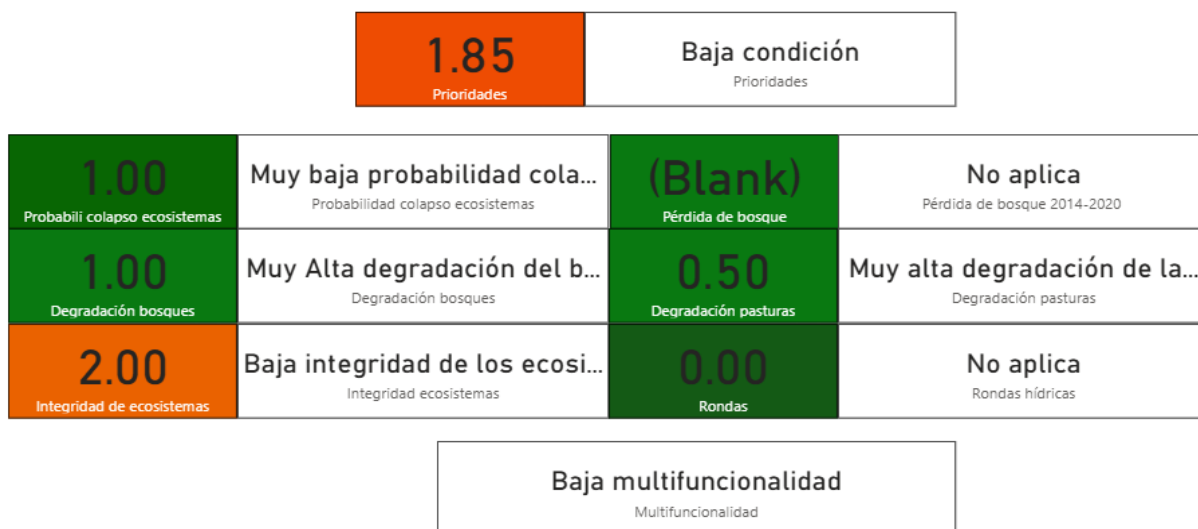 1.85
Prioridades
Baja condición
Prioridades
1.00
Probabili colapso ecosistemas
Muy baja probabilidad cola...
Probabilidad colapso ecosistemas
(Blank)
Pérdida de bosque
No aplica
Pérdida de bosque 2014-2020
1.00
Degradación bosques
Muy Alta degradación del b...
Degradación bosques
0.50
Degradación pasturas
Muy alta degradación de la...
Degradación pasturas
2.00
Integridad de ecosistemas
Baja integridad de los ecosi...
Integridad ecosistemas
0.00
Rondas
No aplica
Rondas hídricas
Baja multifuncionalidad
Multifuncionalidad